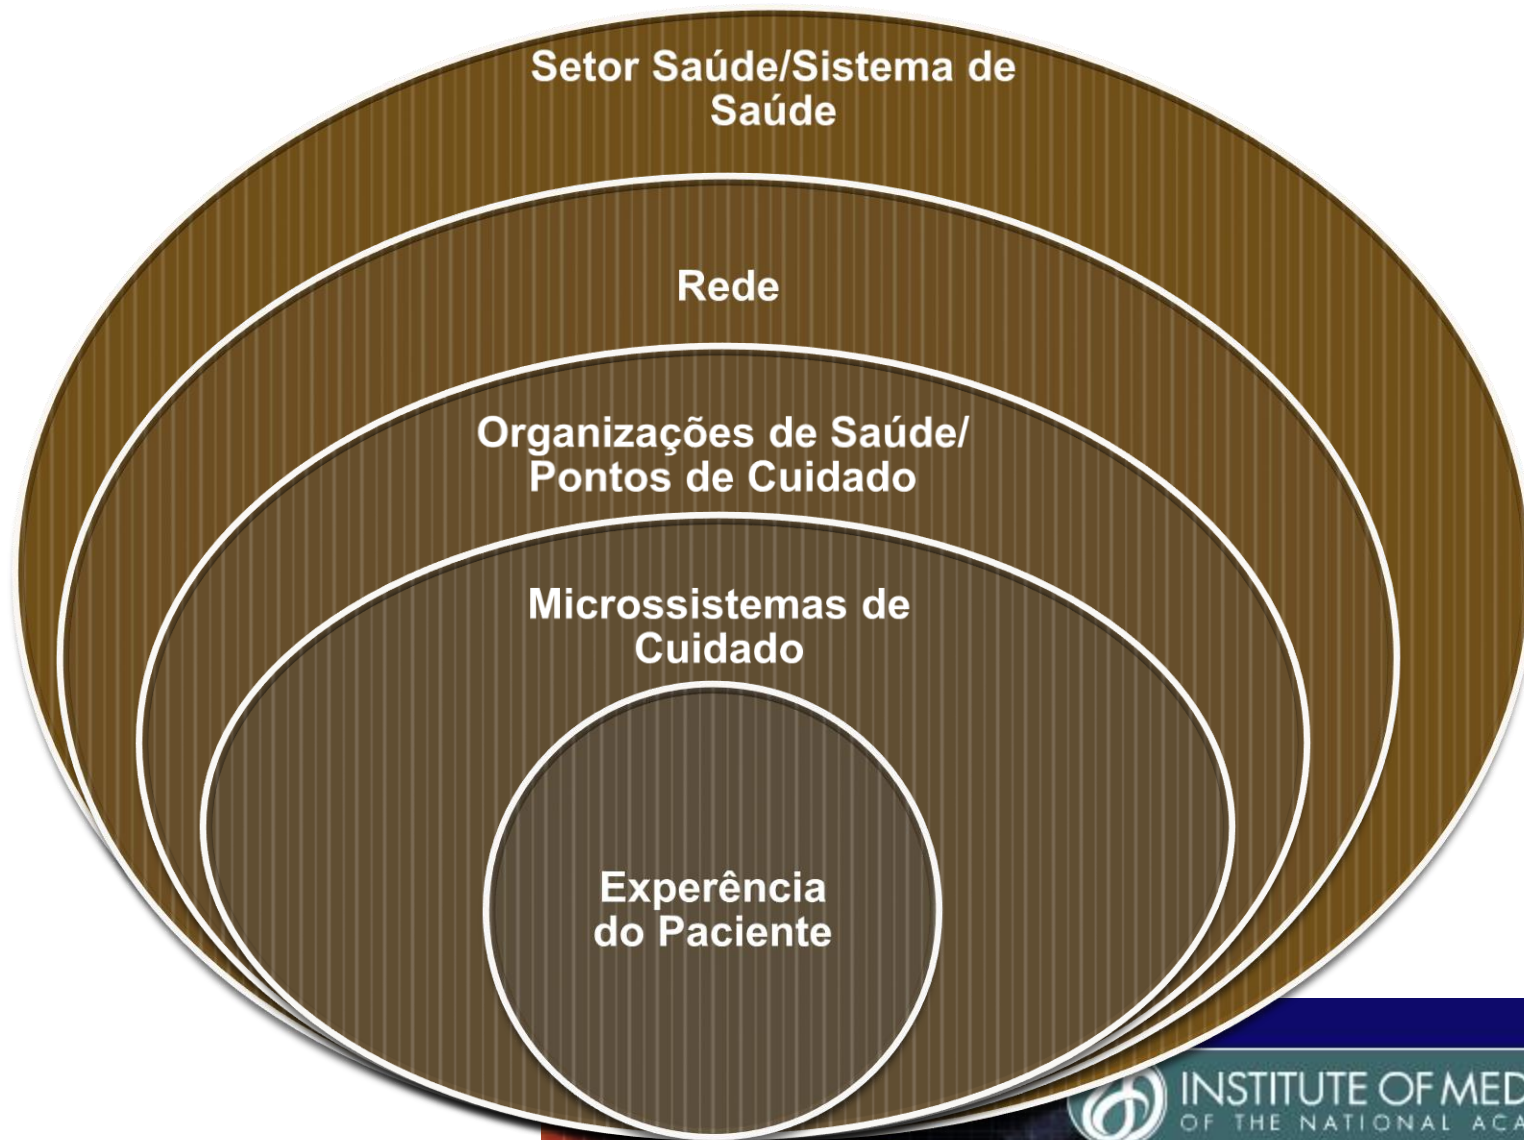 Setor Saúde/Sistema de
Saúde
Rede
Organizações de Saúde/
Pontos de Cuidado
Microssistemas de
Cuidado
Experência
do Paciente
INSTITUTE OF MED
OF THE NATIONAL ACA